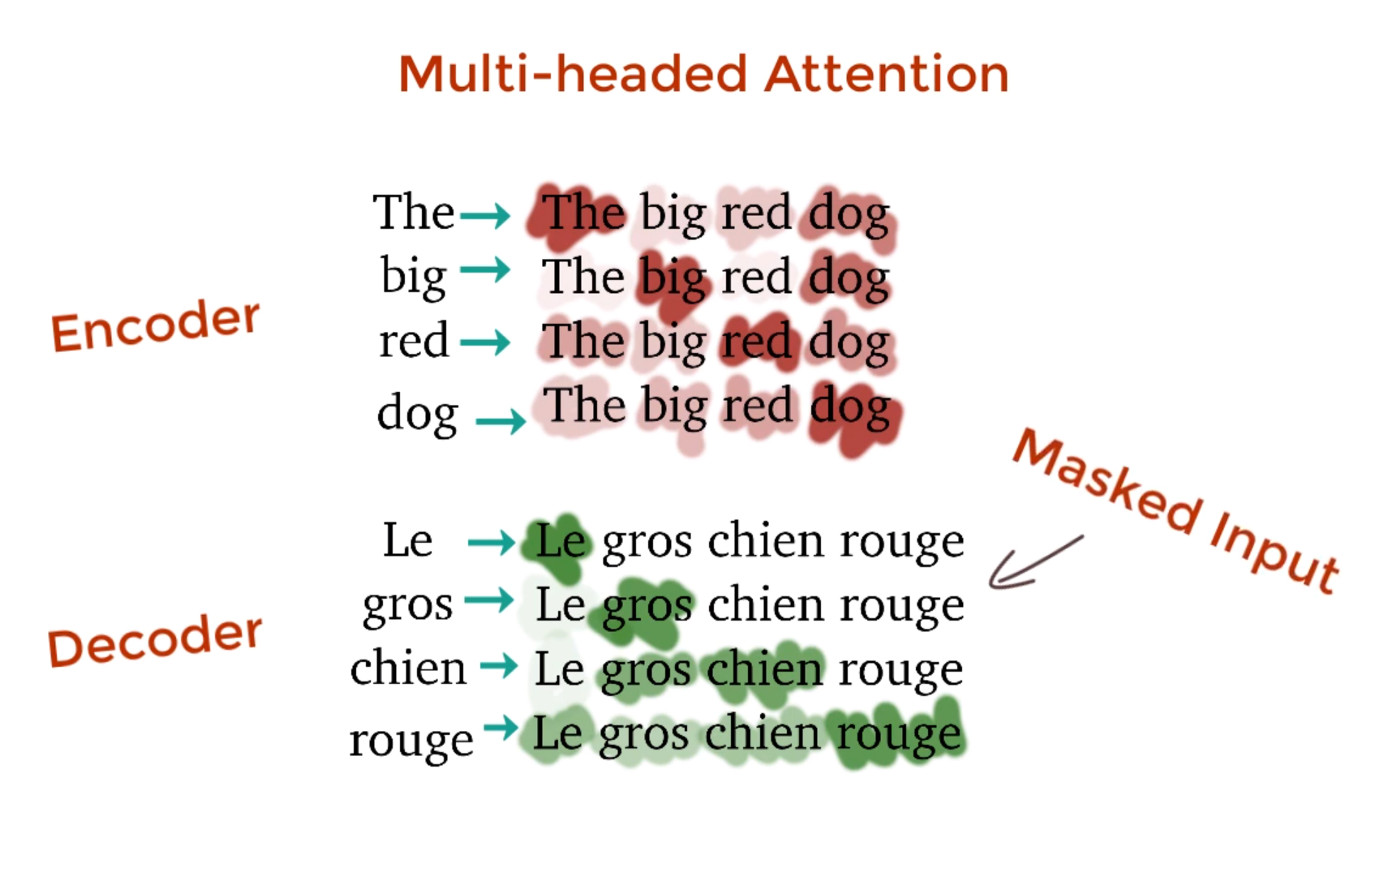 Multi-headed Attention
Encoder
The → The big red dog
big → The big red dog
red → The big red dog
dog → The big red dog
Masked Input
Decoder
Le → Le gros chien rouge
gros → Le gros chien rouge
chien → Le gros chien rouge
rouge → Le gros chien rouge